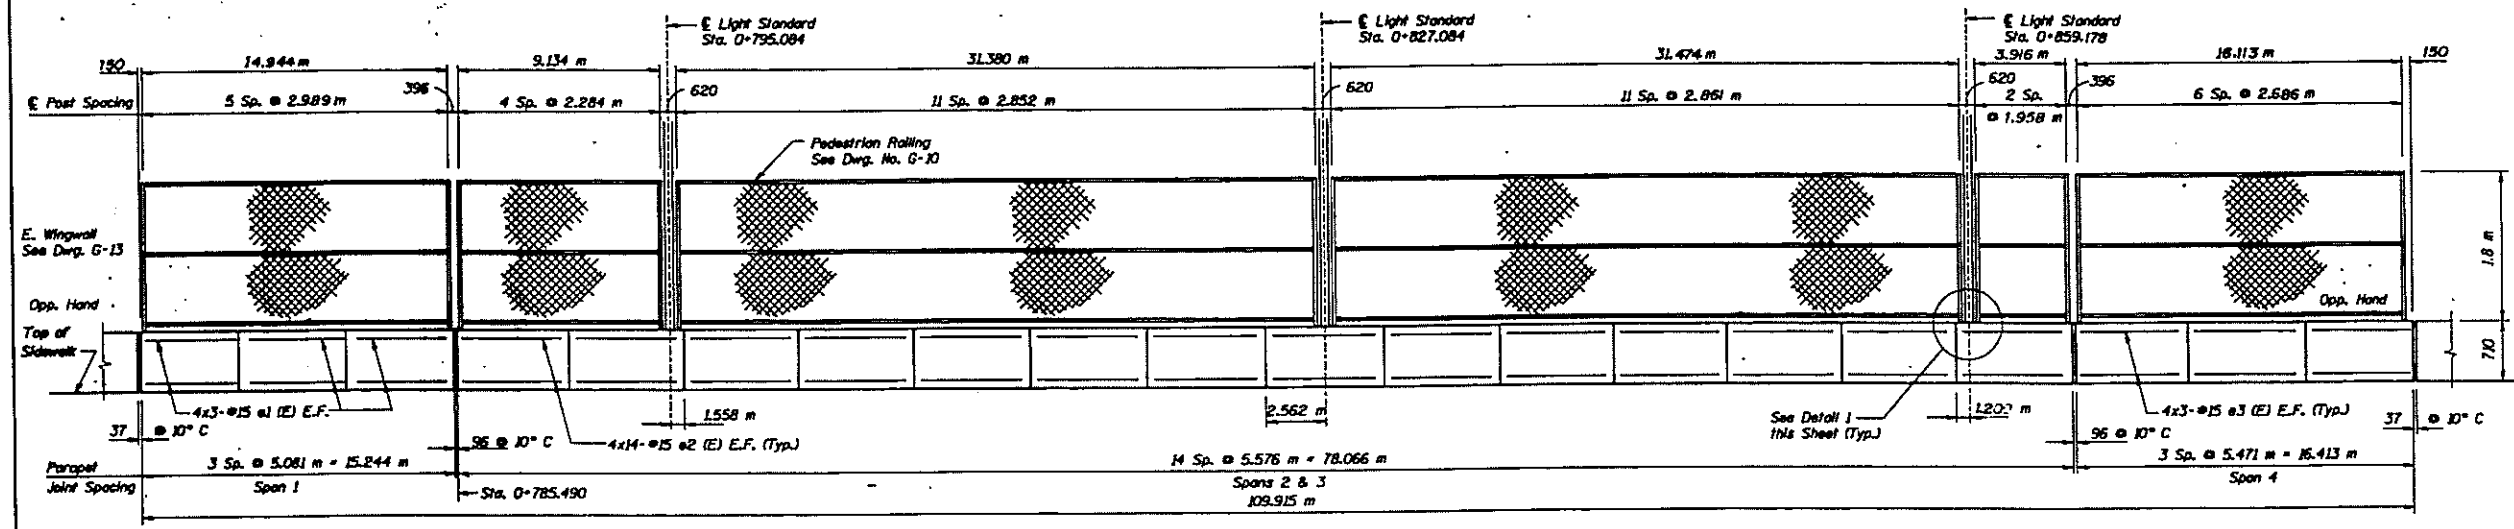 ℄ Light Standard
Sta. 0+795.084
℄ Light Standard
Sta. 0+827.084
℄ Light Standard
Sta. 0+859.178
150
14.944 m
9.134 m
31.380 m
31.474 m
3.916 m
16.113 m
150
℄ Post Spacing
5 Sp. @ 2.989 m
396
4 Sp. @ 2.284 m
620
11 Sp. @ 2.852 m
620
11 Sp. @ 2.861 m
620
2 Sp.
@ 1.958 m
396
6 Sp. @ 2.686 m
Pedestrian Railing
See Dwg. No. G-10
E. Wingwall
See Dwg. G-13
Opp. Hand
Top of
Sidewalk
Opp. Hand
1.8 m
710
4x3-#15 e1 (E) E.F.
1.558 m
2.562 m
See Detail 1
this Sheet (Typ.)
m
4x3-#15 e3 (E) E.F. (Typ.)
37 @ 10° C
96 @ 10° C
4x14-#15 e2 (E) E.F. (Typ.)
96 @ 10° C
37 @ 10° C
Parapet
Joint Spacing
3 Sp. @ 5.081 m = 15.244 m
Span 1
Sta. 0+785.490
14 Sp. @ 5.576 m = 78.066 m
Spans 2 & 3
109.915 m
3 Sp. @ 5.471 m = 16.413 m
Span 4